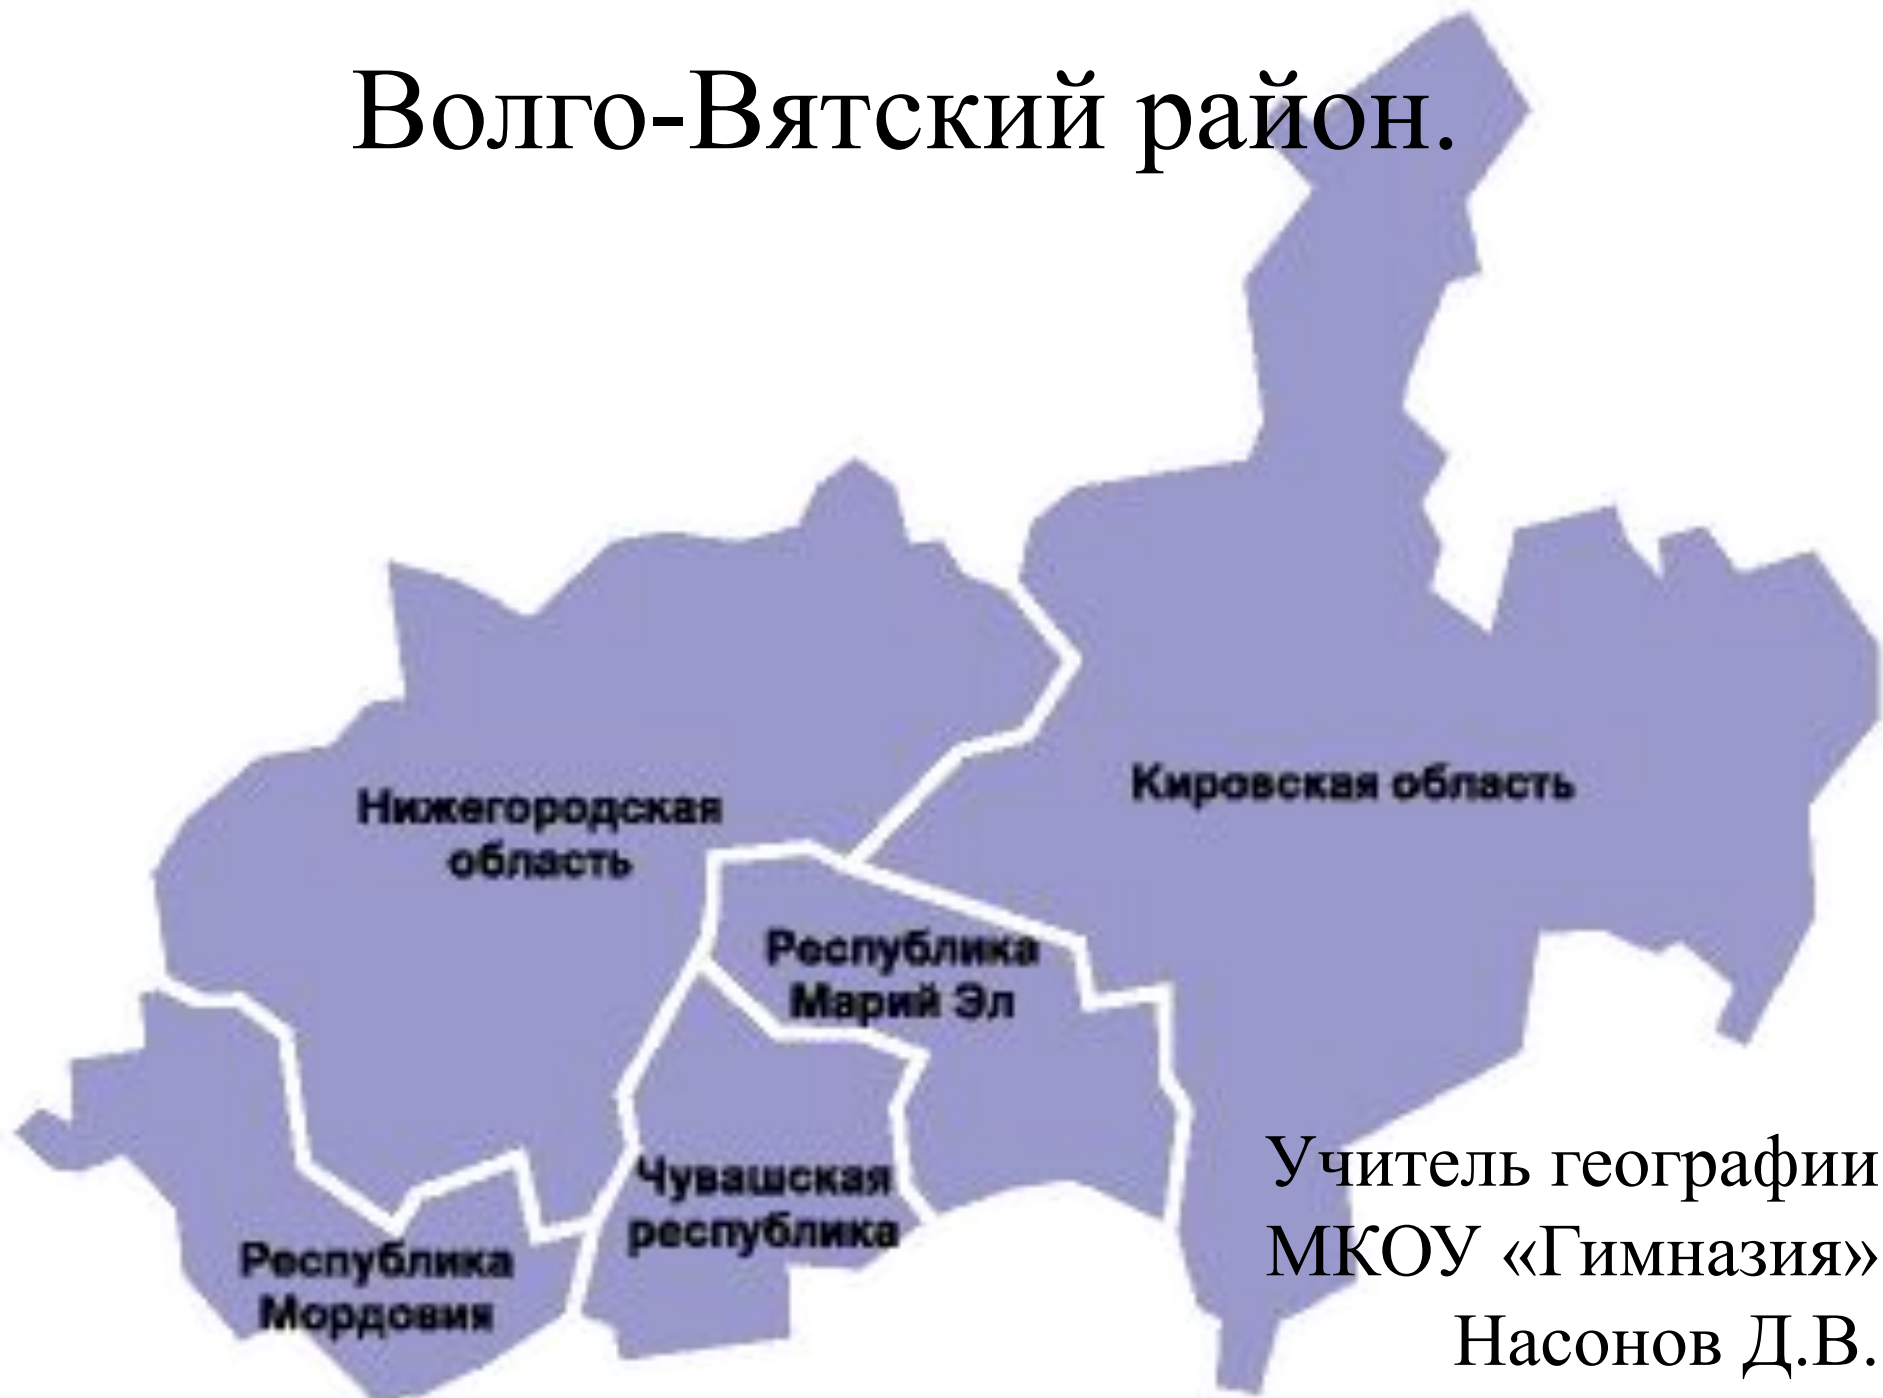 Волго-Вятский район.
Кировская область
Нижегородская
область
Республика
Марий Эл
Чувашская
республика
Республика
Мордовия
Учитель географии
МКОУ «Гимназия»
Насонов Д.В.